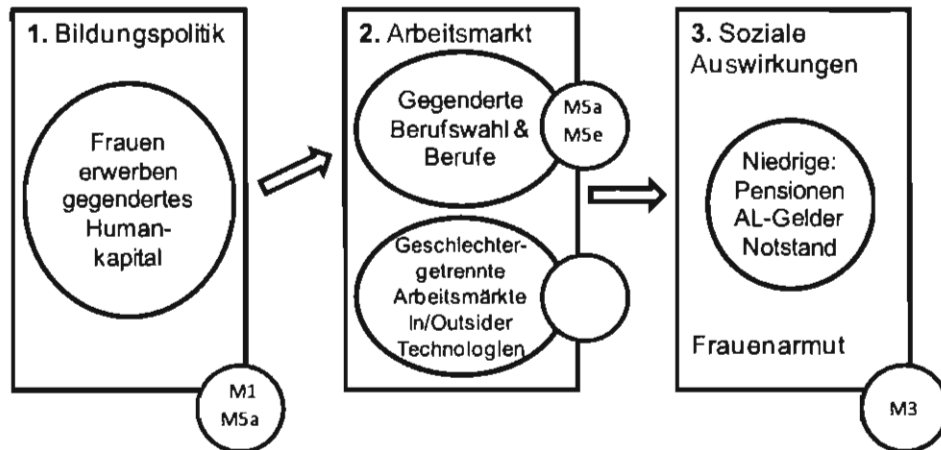 1. Bildungspolitik
Frauen
erwerben
gegendertes
Human-
kapital
M1
M5a
2. Arbeitsmarkt
Gegenderte
Berufswahl &
Berufe
M5a
M5e
Geschlechter-
getrennte
Arbeitsmärkte
In/Outsider
Technologien
3. Soziale
Auswirkungen
Niedrige:
Pensionen
AL-Gelder
Notstand
Frauenarmut
M3